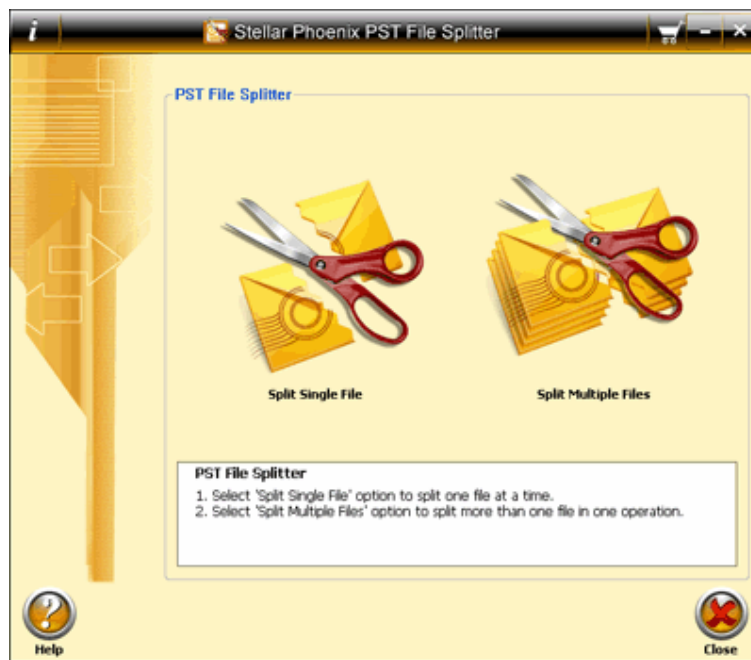 i
Stellar Phoenix PST File Splitter
PST File Splitter
Split Single File
Split Multiple Files
PST File Splitter
1. Select 'Split Single File' option to split one file at a time.
2. Select 'Split Multiple Files' option to split more than one file in one operation.
?
Help
Close